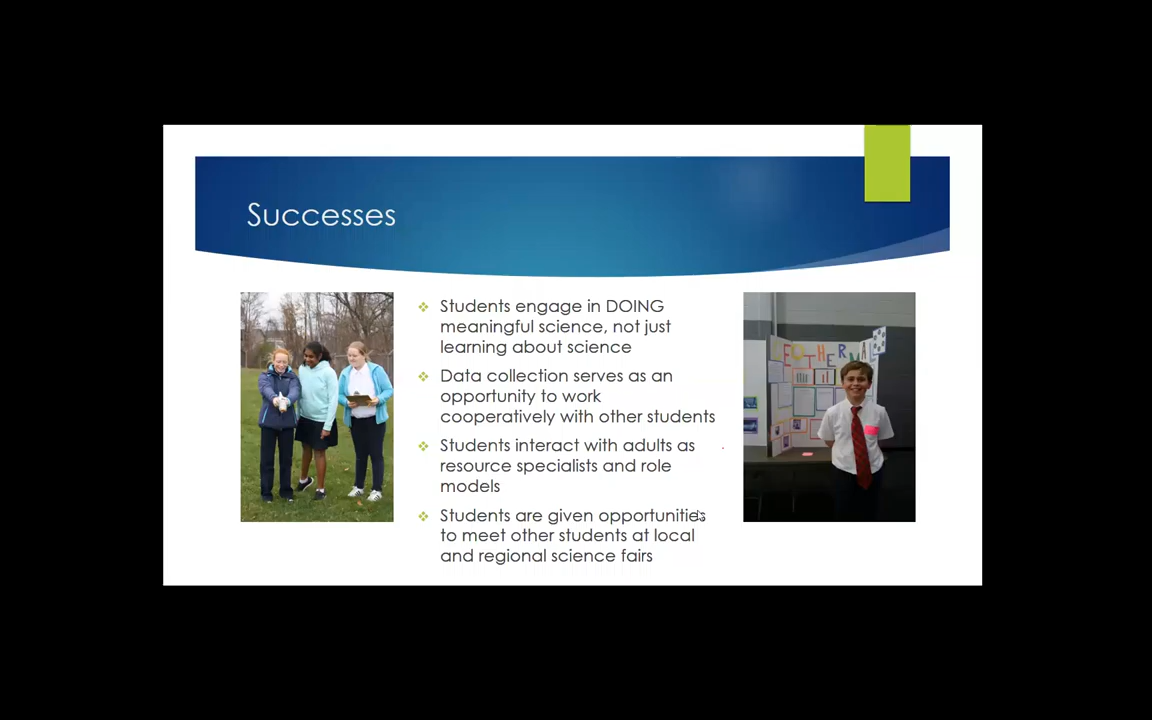 Successes
Students engage in DOING
meaningful science, not just
learning about science
Data collection serves as an
opportunity to work
cooperatively with other students
Students interact with adults as
resource specialists and role
models
Students are given opportunities
to meet other students at local
and regional science fairs